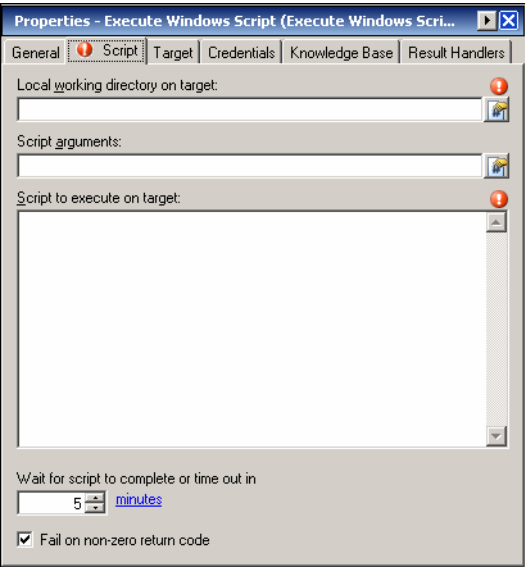 Properties - Execute Windows Script (Execute Windows Scri...
General Script Target Credentials Knowledge Base Result Handlers
Local working directory on target:
Script arguments:
Script to execute on target:
Wait for script to complete or time out in
5 minutes
Fail on non-zero return code